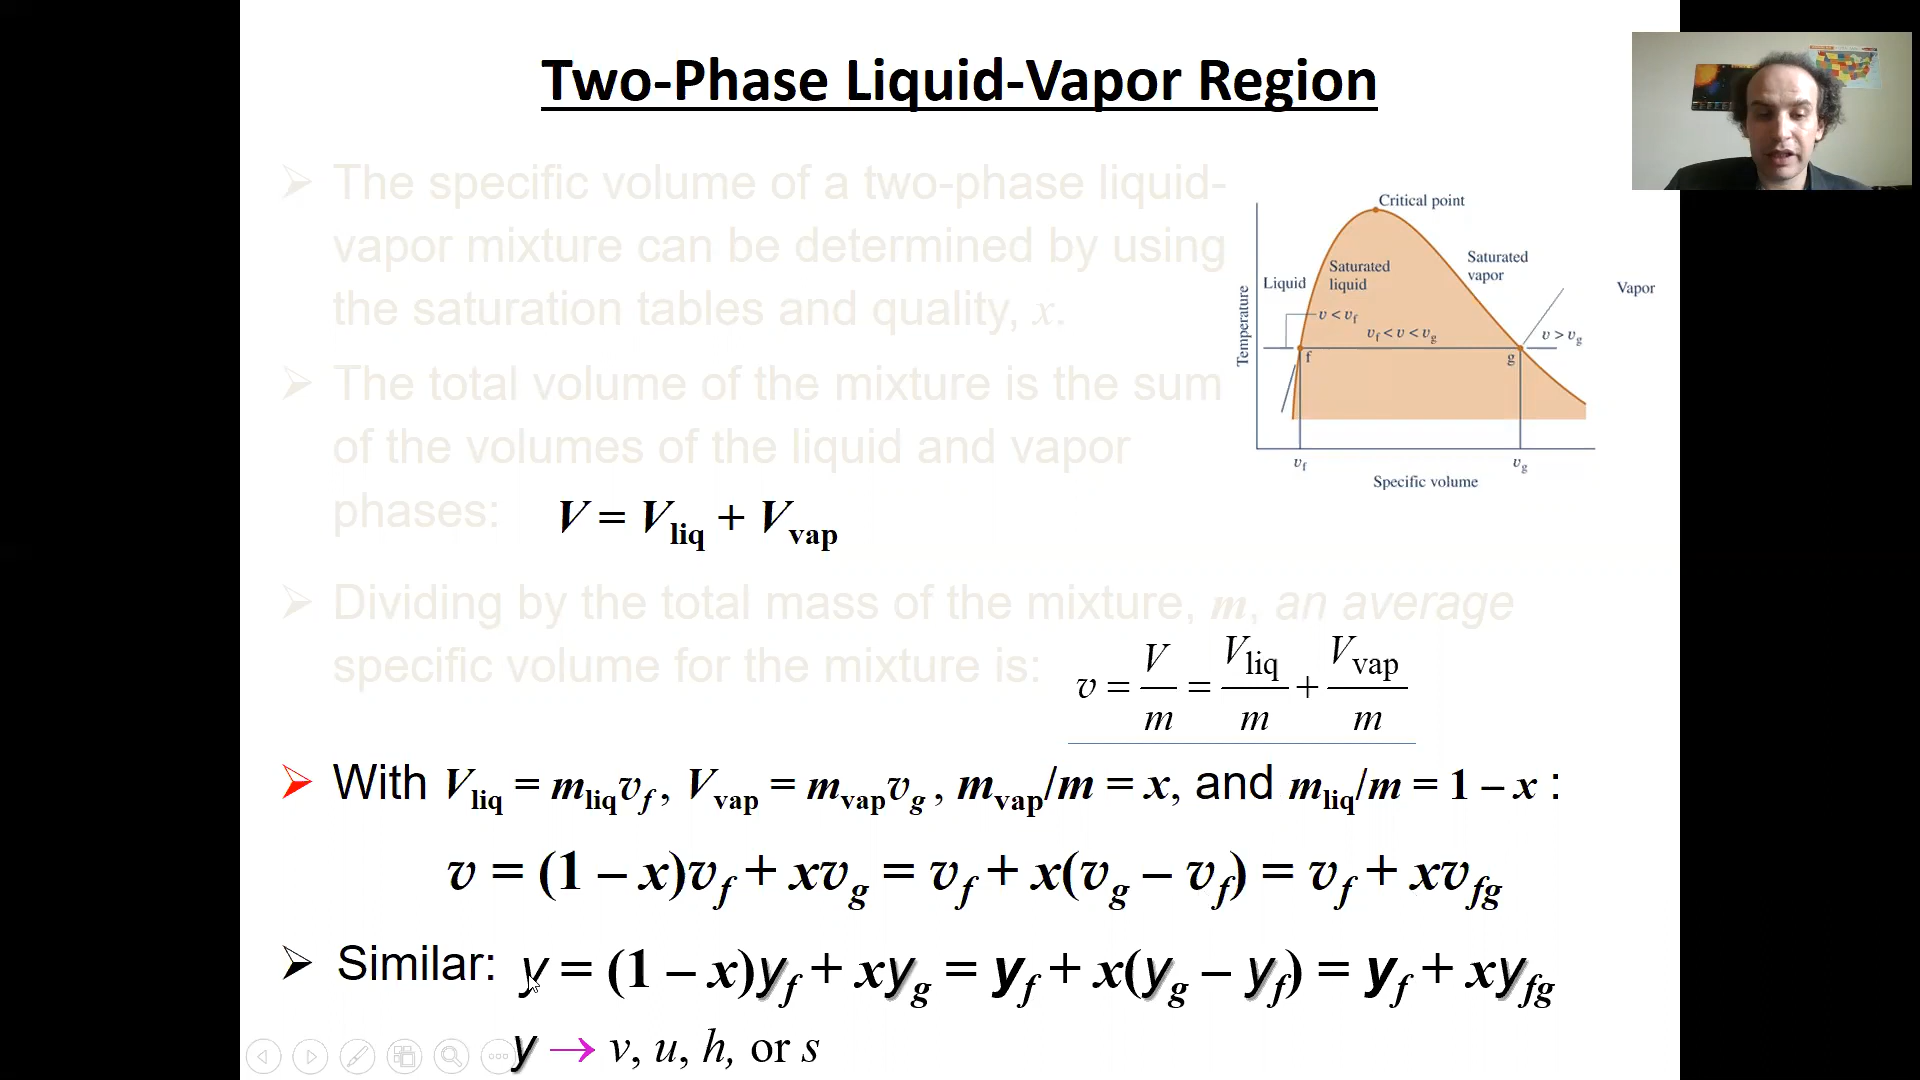 Two-Phase Liquid-Vapor Region
➢ The specific volume of a two-phase liquid-
vapor mixture can be determined by using
the saturation tables and quality, x.
➢ The total volume of the mixture is the sum
of the volumes of the liquid and vapor
phases: V = V_liq + V_vap
Critical point
Saturated
vapor
Saturated
liquid
Liquid
Vapor
v < v_f
v_f < v < v_g
v > v_g
f
g
Temperature
v_f
v_g
Specific volume
➢ Dividing by the total mass of the mixture, m, an average
specific volume for the mixture is:
v = V/m = V_liq/m + V_vap/m
➢ With V_liq = m_liq v_f, V_vap = m_vap v_g, m_vap/m = x, and m_liq/m = 1 – x :
v = (1 – x)v_f + xv_g = v_f + x(v_g – v_f) = v_f + xv_fg
➢ Similar: y = (1 – x)y_f + xy_g = y_f + x(y_g – y_f) = y_f + xy_fg
y → v, u, h, or s